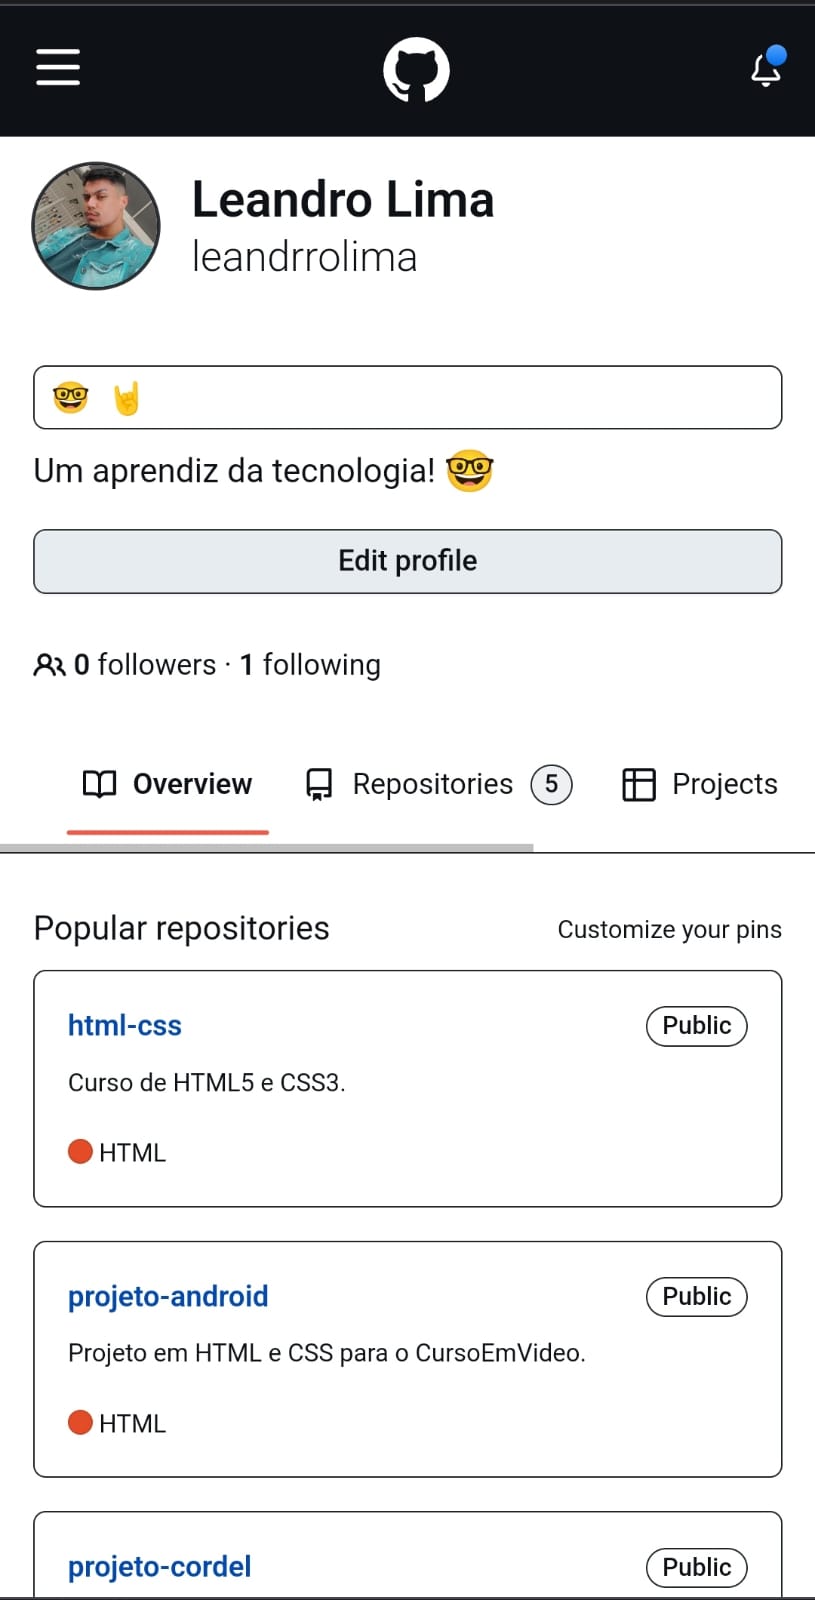 Leandro Lima
leandrrolima
🤓 🤘
Um aprendiz da tecnologia! 🤓
Edit profile
0 followers · 1 following
Overview Repositories 5 Projects
Popular repositories Customize your pins
html-css Public
Curso de HTML5 e CSS3.
HTML
projeto-android Public
Projeto em HTML e CSS para o CursoEmVideo.
HTML
projeto-cordel Public